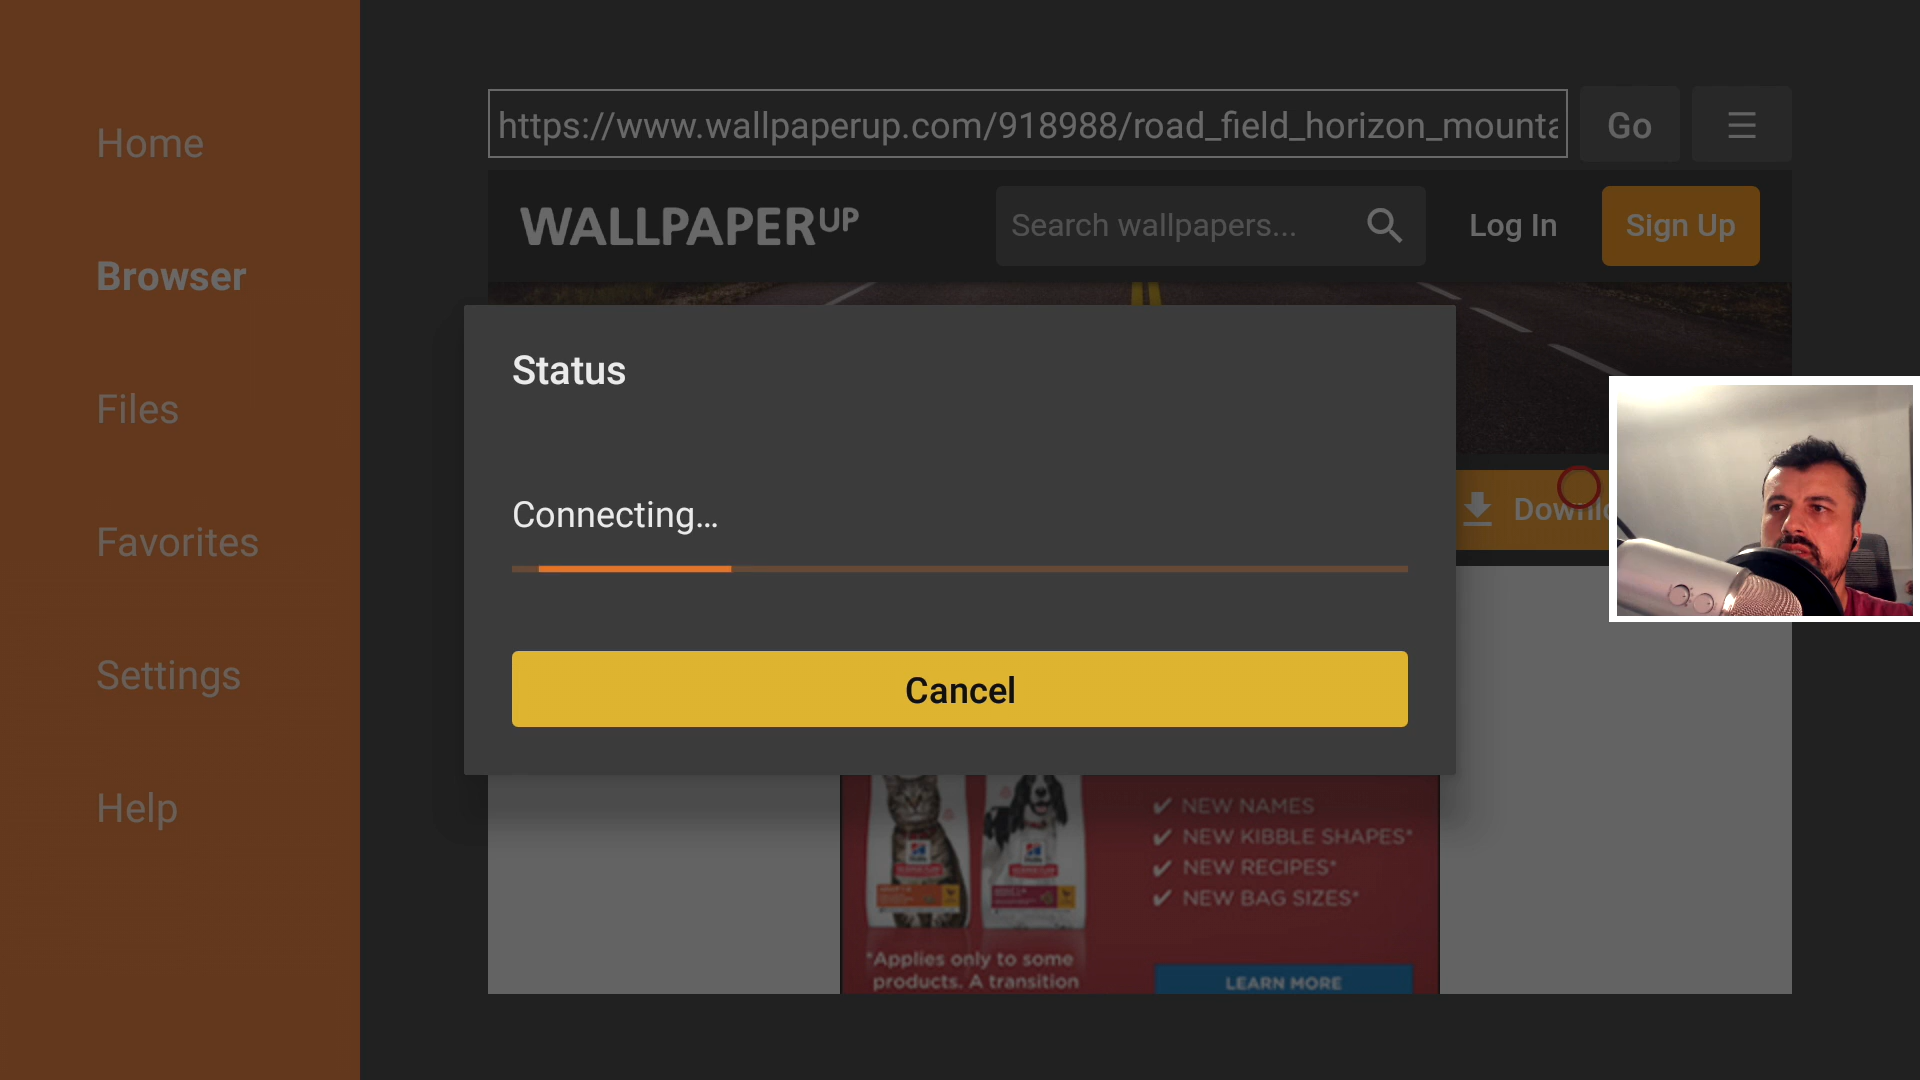 Home
Browser
Files
Favorites
Settings
Help
https://www.wallpaperup.com/918988/road_field_horizon_mounta
Go
WALLPAPERUP
Search wallpapers...
Log In
Sign Up
Status
Connecting...
Cancel
NEW NAMES
NEW KIBBLE SHAPES*
NEW RECIPES*
NEW BAG SIZES*
*Applies only to some
products. A transition
LEARN MORE